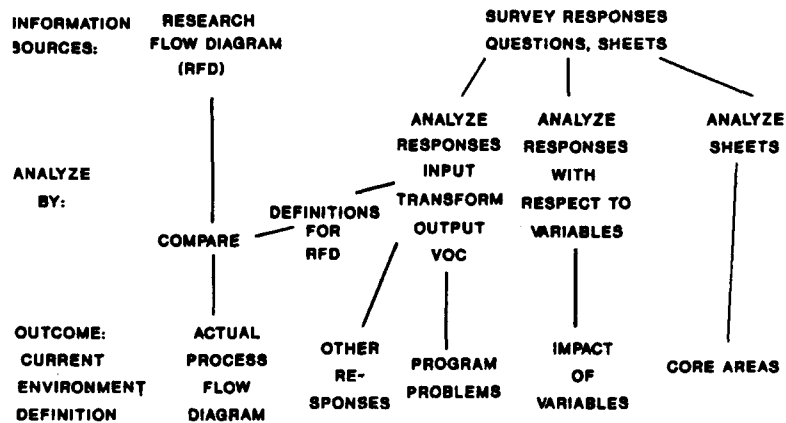 INFORMATION
SOURCES:
RESEARCH
FLOW DIAGRAM
(RFD)
SURVEY RESPONSES
QUESTIONS, SHEETS
ANALYZE
BY:
COMPARE
DEFINITIONS
FOR
RFD
ANALYZE
RESPONSES
INPUT
TRANSFORM
OUTPUT
VOC
ANALYZE
RESPONSES
WITH
RESPECT TO
VARIABLES
ANALYZE
SHEETS
OUTCOME:
CURRENT
ENVIRONMENT
DEFINITION
ACTUAL
PROCESS
FLOW
DIAGRAM
OTHER
RE-
SPONSES
PROGRAM
PROBLEMS
IMPACT
OF
VARIABLES
CORE AREAS